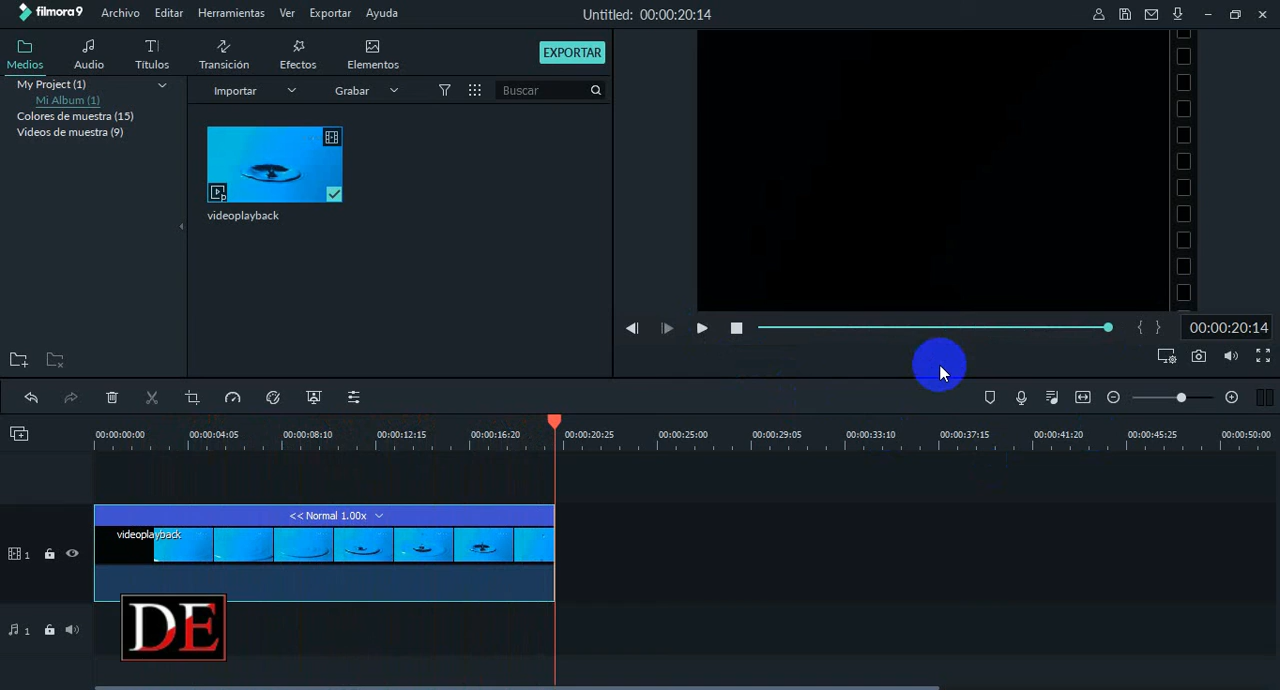 filmora9 Archivo Editar Herramientas Ver Exportar Ayuda Untitled: 00:00:20:14
Medios Audio Títulos Transición Efectos Elementos EXPORTAR
My Project (1)
Mi Album (1)
Colores de muestra (15)
Videos de muestra (9)
Importar Grabar Buscar
videoplayback
00:00:20:14
00:00:00:00 00:00:04:05 00:00:08:10 00:00:12:15 00:00:16:20 00:00:20:25 00:00:25:00 00:00:29:05 00:00:33:10 00:00:37:15 00:00:41:20 00:00:45:25 00:00:50:00
<< Normal 1.00x
videoplayback
1
DE
1